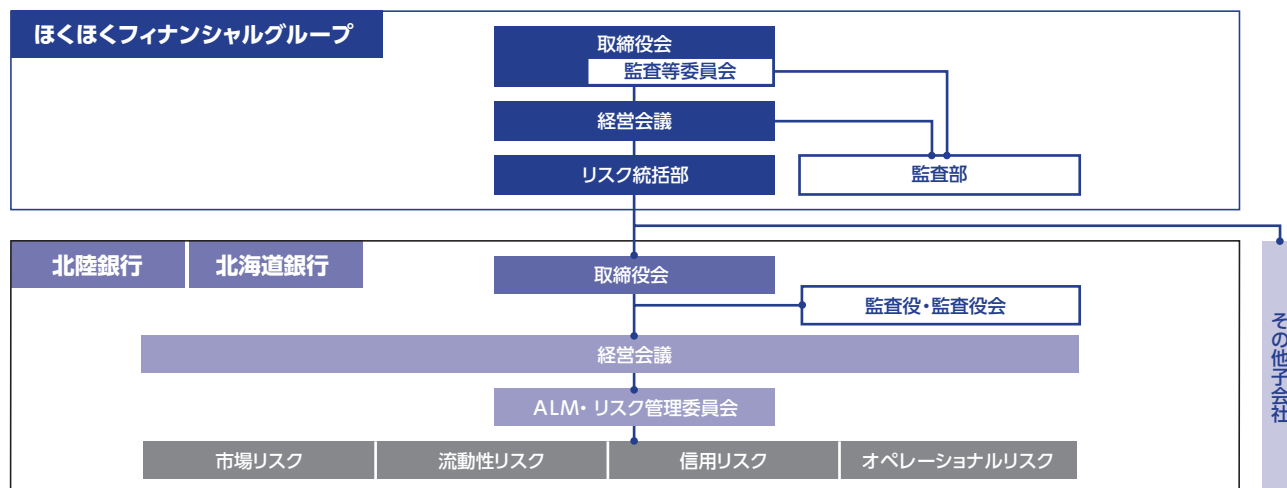 ほくほくフィナンシャルグループ
取締役会
監査等委員会
経営会議
リスク統括部
監査部
北陸銀行
北海道銀行
取締役会
監査役・監査役会
経営会議
ALM・リスク管理委員会
市場リスク
流動性リスク
信用リスク
オペレーショナルリスク
その他子会社